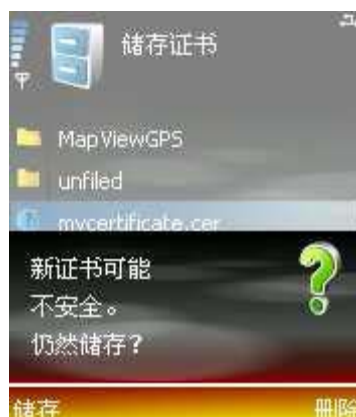 储存证书
MapViewGPS
unfiled
mycertificate.cer
新证书可能
不安全。
仍然储存？
储存
删除